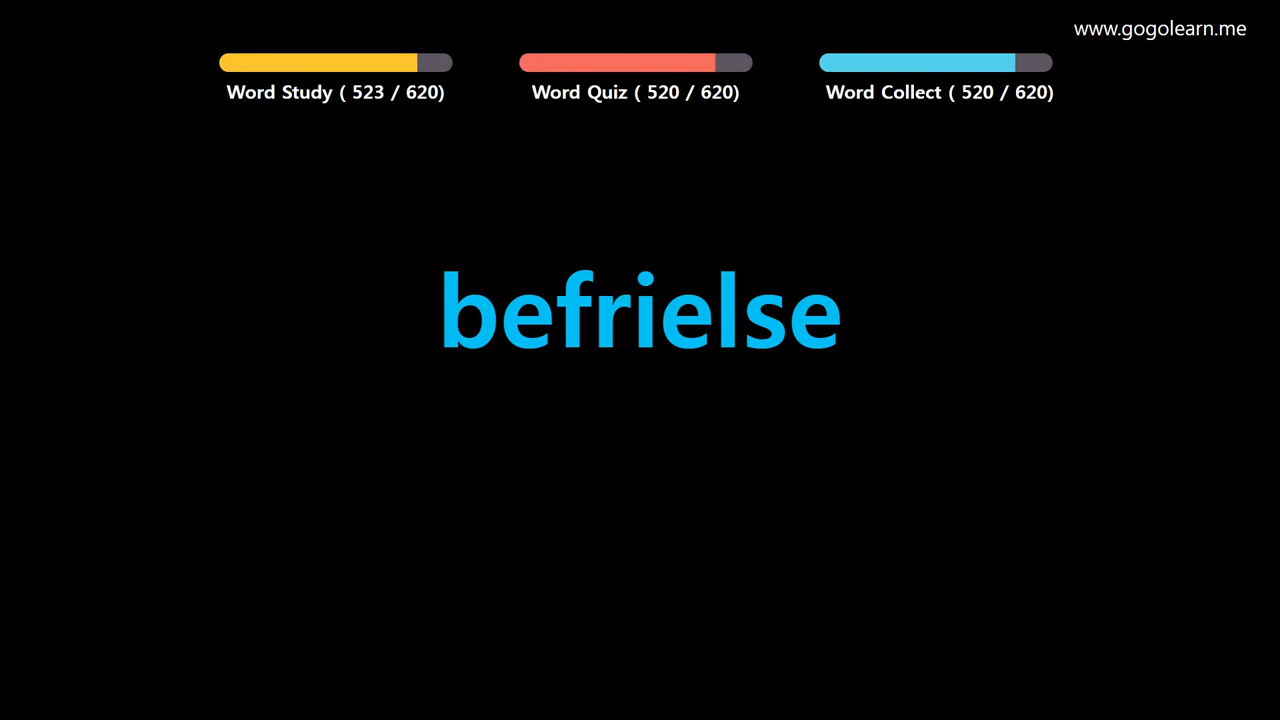 www.gogolearn.me
Word Study ( 523 / 620)
Word Quiz ( 520 / 620)
Word Collect ( 520 / 620)
befrielse